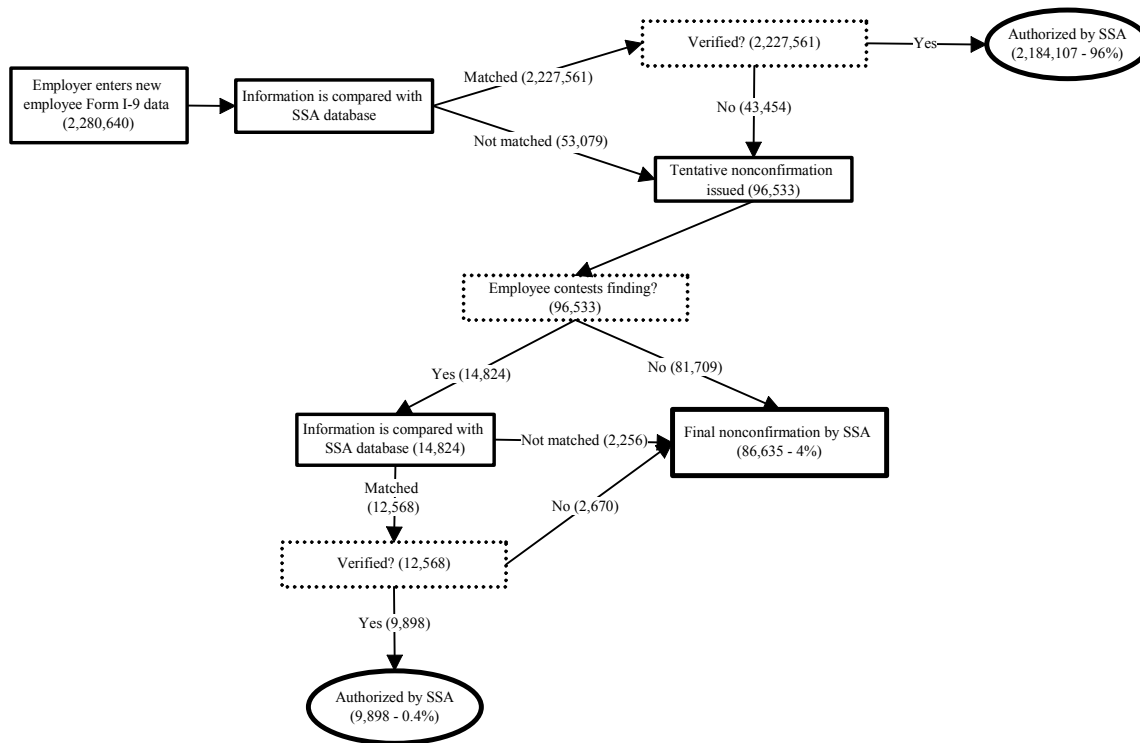 Employer enters new
employee Form I-9 data
(2,280,640)
Information is compared with
SSA database
Matched (2,227,561)
Not matched (53,079)
Verified? (2,227,561)
Yes
Authorized by SSA
(2,184,107 - 96%)
No (43,454)
Tentative nonconfirmation
issued (96,533)
Employee contests finding?
(96,533)
Yes (14,824)
No (81,709)
Information is compared with
SSA database (14,824)
Not matched (2,256)
Final nonconfirmation by SSA
(86,635 - 4%)
Matched
(12,568)
No (2,670)
Verified? (12,568)
Yes (9,898)
Authorized by SSA
(9,898 - 0.4%)